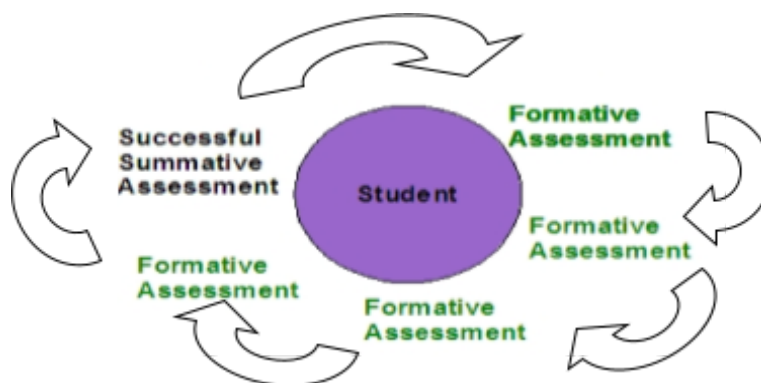 Successful
Summative
Assessment
Formative
Assessment
Student
Formative
Assessment
Formative
Assessment
Formative
Assessment